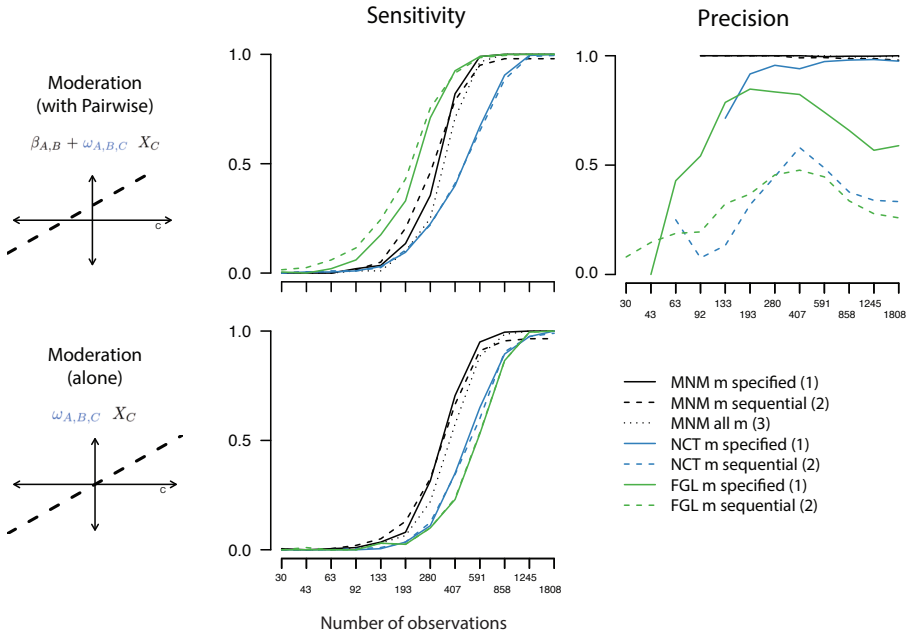 Sensitivity
Precision
Moderation
(with Pairwise)
β_{A,B} + ω_{A,B,C} X_C
C
1.0
0.5
0.0
1.0
0.5
0.0
30 43 63 92 133 193 280 407 591 858 1245 1808
Moderation
(alone)
ω_{A,B,C} X_C
C
1.0
0.5
0.0
30 43 63 92 133 193 280 407 591 858 1245 1808
Number of observations
MNM m specified (1)
MNM m sequential (2)
MNM all m (3)
NCT m specified (1)
NCT m sequential (2)
FGL m specified (1)
FGL m sequential (2)